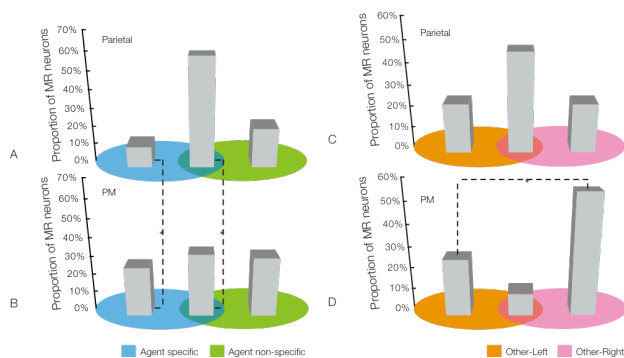 70%
60%
50%
40%
30%
20%
10%
0%
Proportion of MR neurons
Parietal
A
70%
60%
50%
40%
30%
20%
10%
0%
Proportion of MR neurons
PM
B
Agent specific
Agent non-specific
60%
50%
40%
30%
20%
10%
0%
Proportion of MR neurons
Parietal
C
60%
50%
40%
30%
20%
10%
0%
Proportion of MR neurons
PM
D
Other-Left
Other-Right